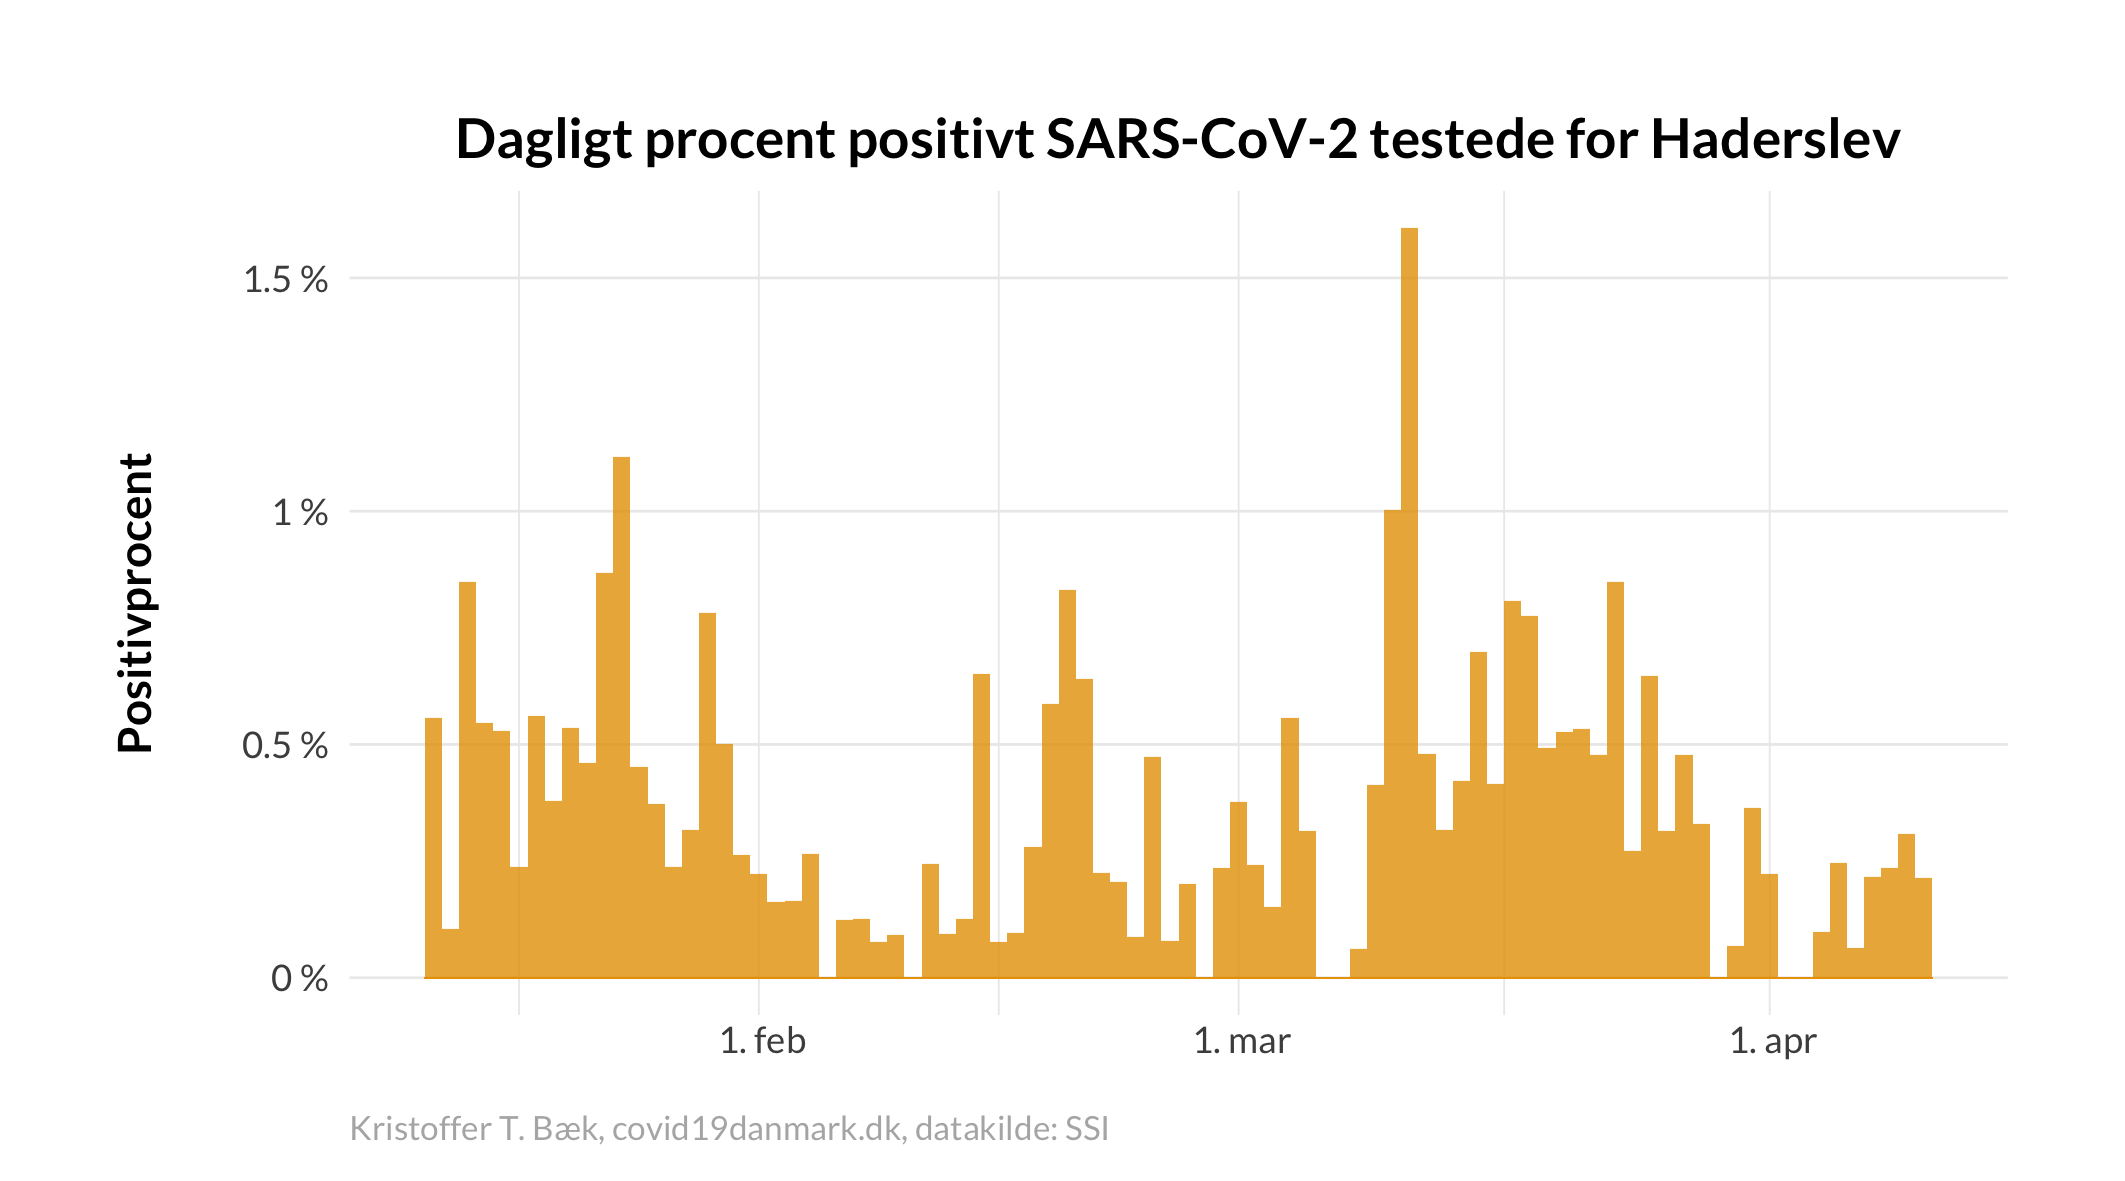 Dagligt procent positivt SARS-CoV-2 testede for Haderslev
Positivprocent
1.5 %
1 %
0.5 %
0 %
1. feb
1. mar
1. apr
Kristoffer T. Bæk, covid19danmark.dk, datakilde: SSI